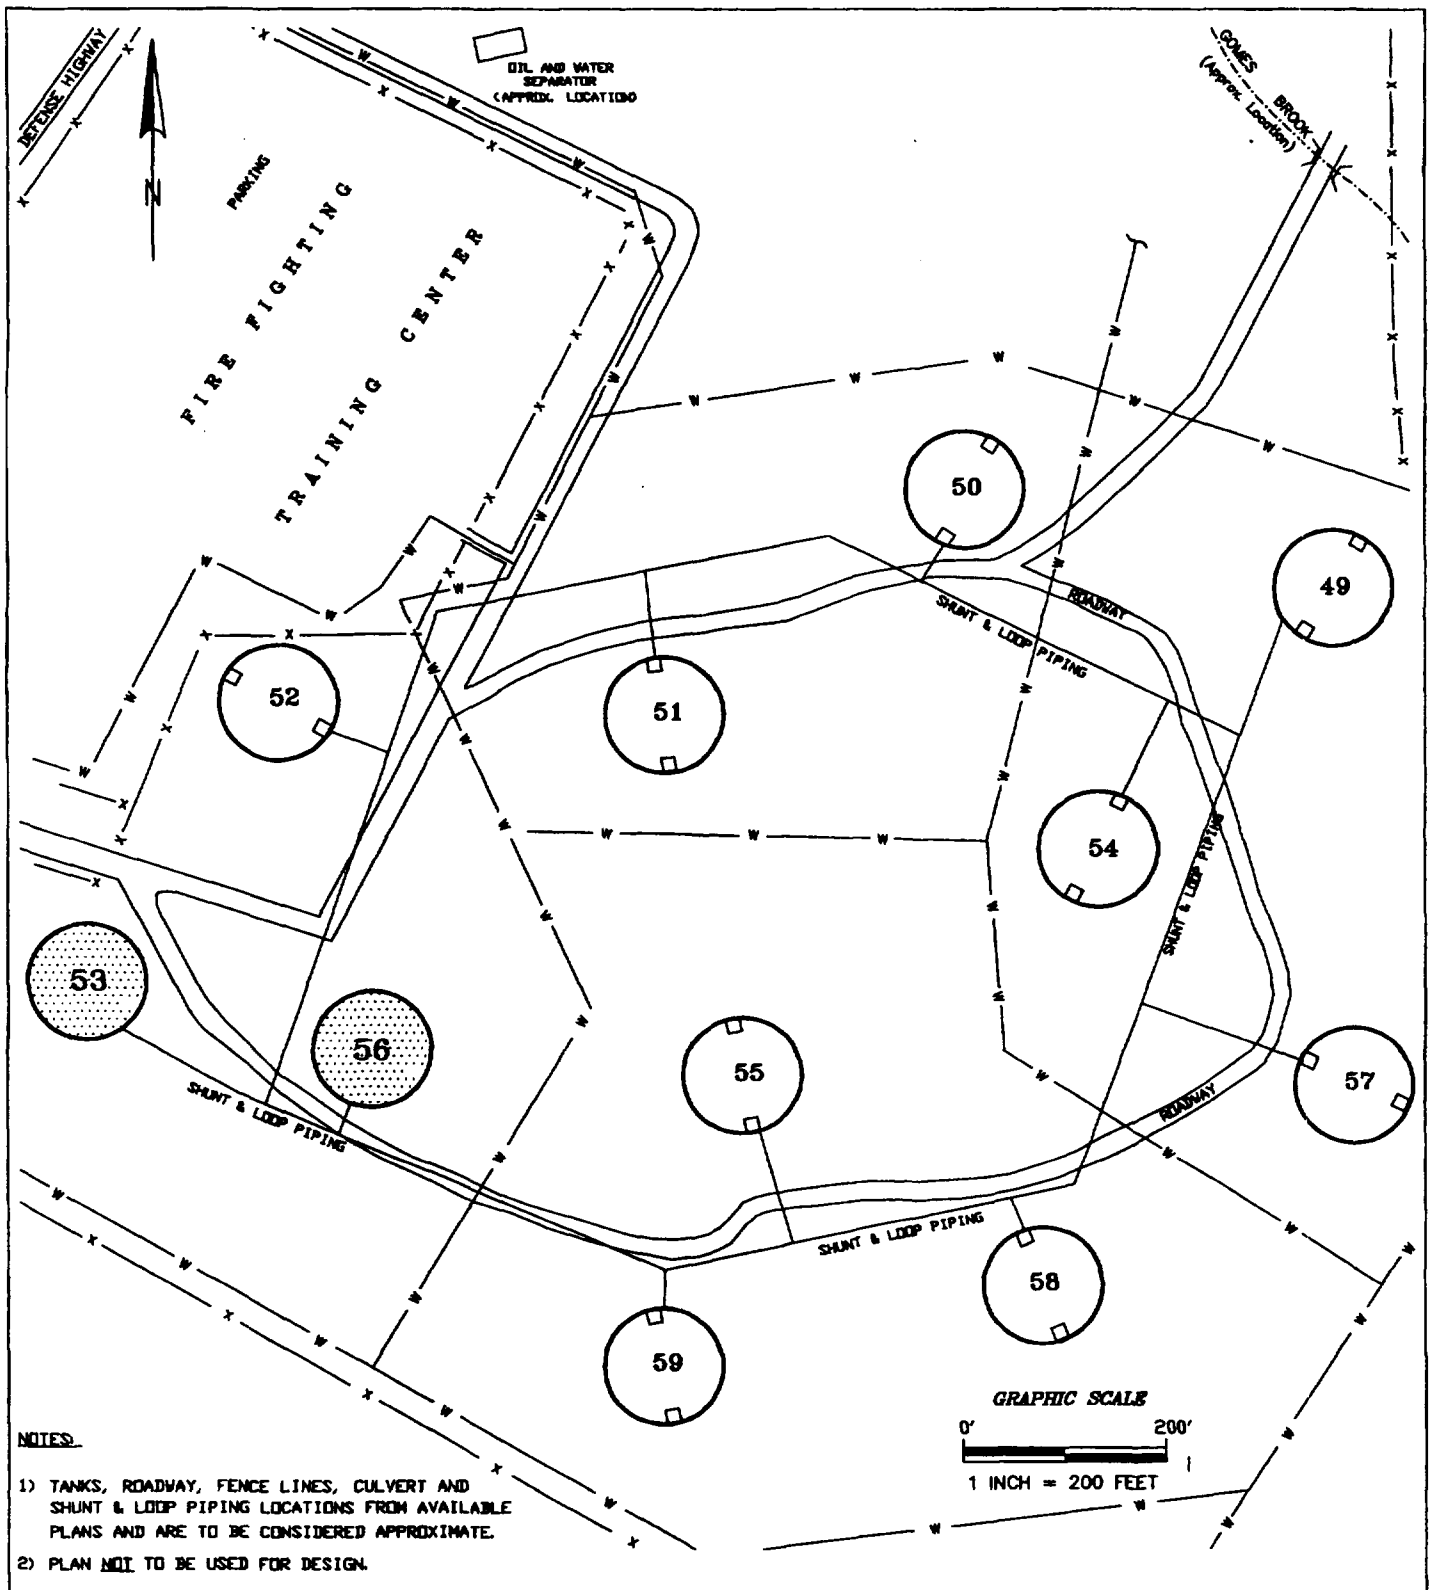 DEFENSE HIGHWAY
N
PARKING
FIRE FIGHTING
TRAINING CENTER
OIL AND WATER
SEPARATOR
(APPROX. LOCATION)
GOMES BROOK
(Approx. Location)
50
49
ROADWAY
SHUNT & LOOP PIPING
52
51
54
SHUNT & LOOP PIPING
53
56
55
57
SHUNT & LOOP PIPING
ROADWAY
SHUNT & LOOP PIPING
58
59
GRAPHIC SCALE
0' 200'
1 INCH = 200 FEET
NOTES:
1) TANKS, ROADWAY, FENCE LINES, CULVERT AND
SHUNT & LOOP PIPING LOCATIONS FROM AVAILABLE
PLANS AND ARE TO BE CONSIDERED APPROXIMATE.
2) PLAN NOT TO BE USED FOR DESIGN.